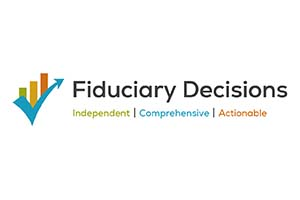 Fiduciary Decisions
Independent | Comprehensive | Actionable